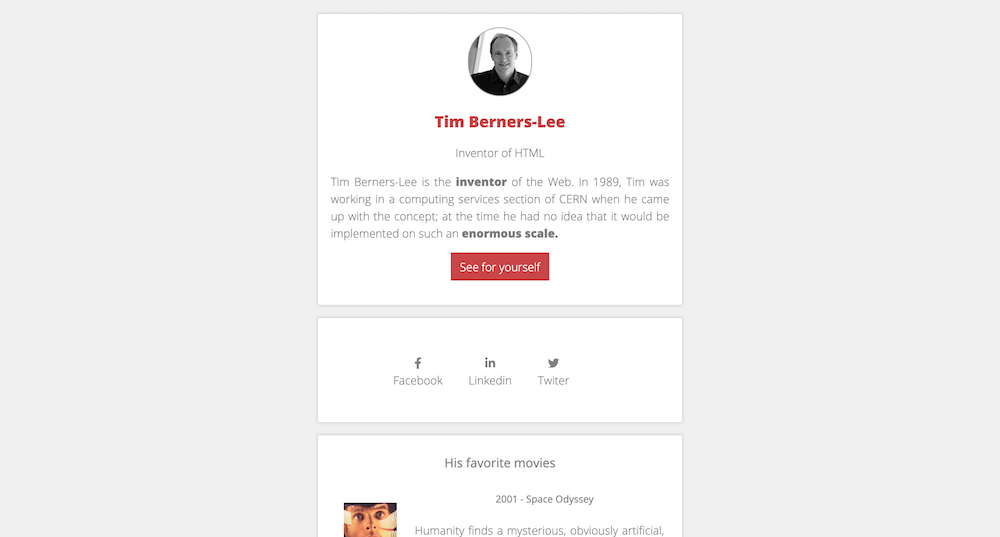 Tim Berners-Lee
Inventor of HTML
Tim Berners-Lee is the inventor of the Web. In 1989, Tim was
working in a computing services section of CERN when he came
up with the concept; at the time he had no idea that it would be
implemented on such an enormous scale.
See for yourself
Facebook Linkedin Twiter
His favorite movies
2001 - Space Odyssey
Humanity finds a mysterious, obviously artificial,